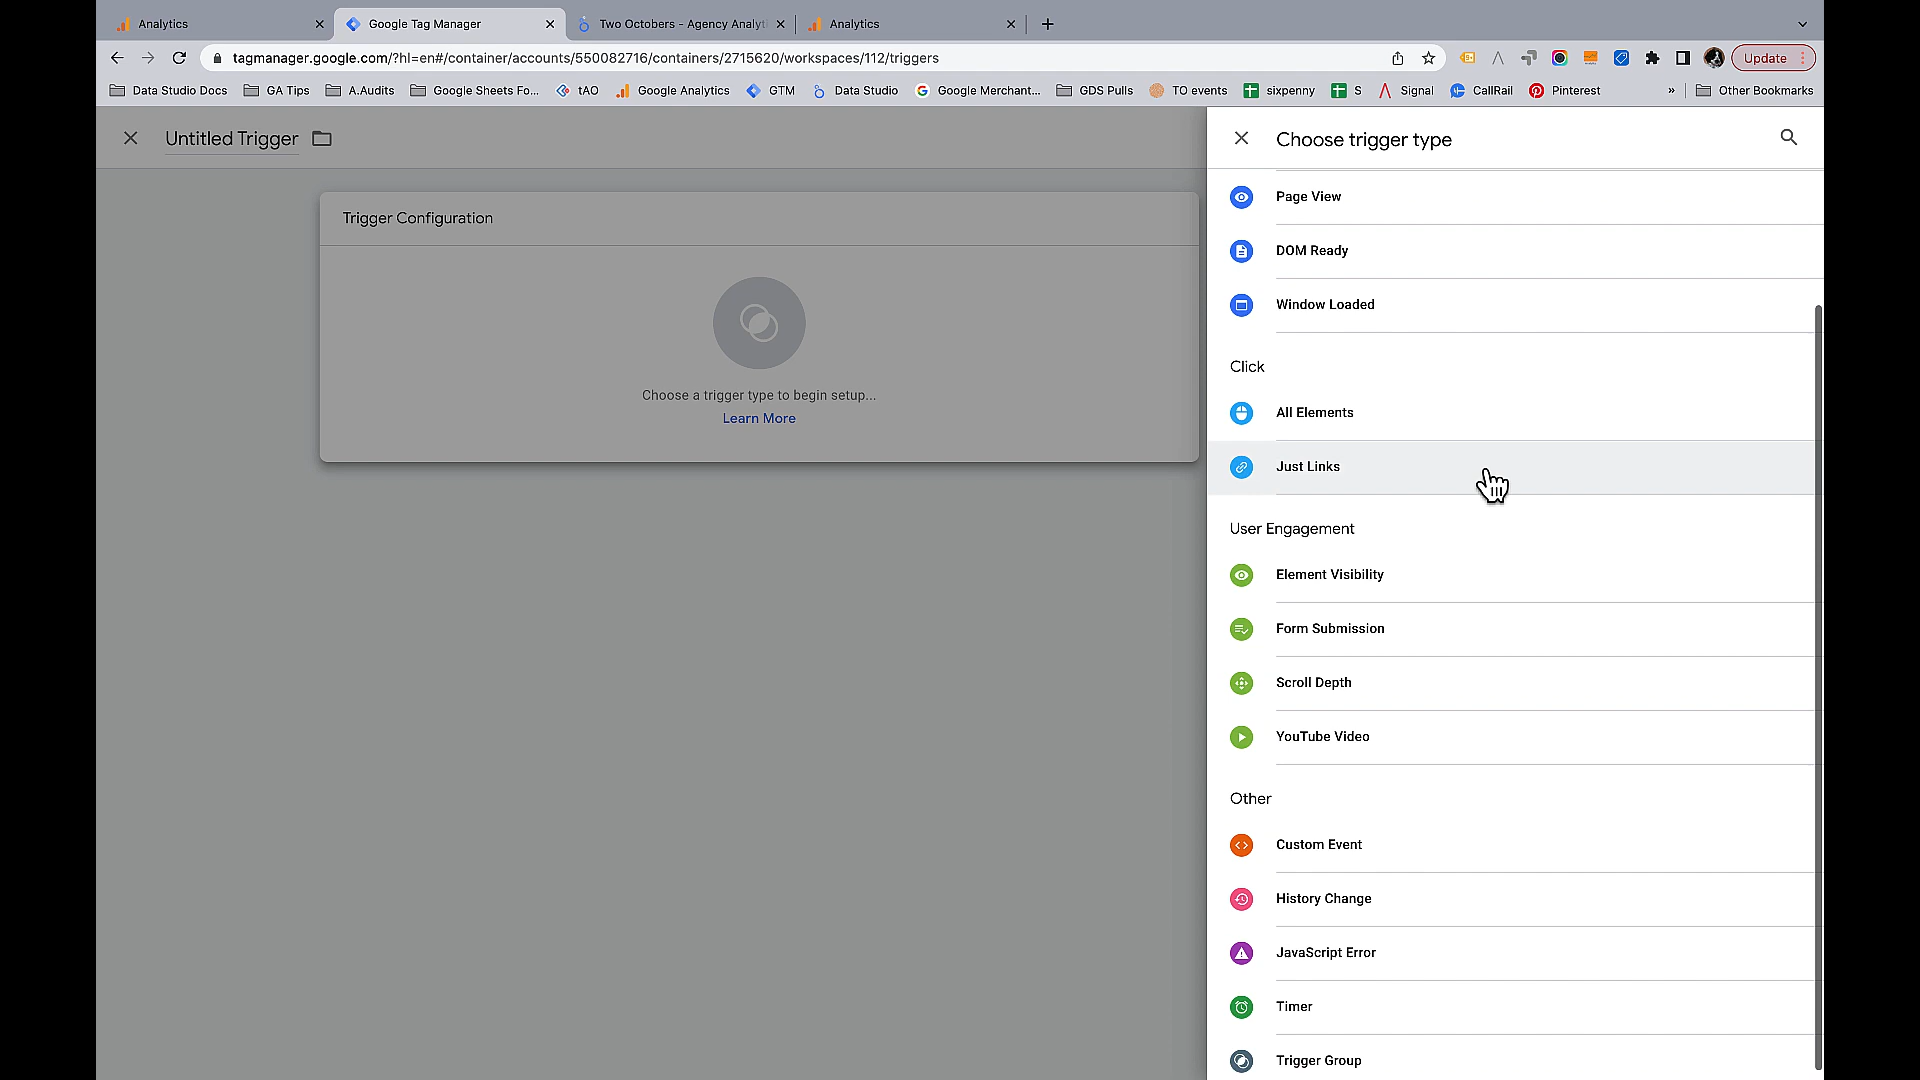 Analytics
Google Tag Manager
Two Octobers - Agency Analyti
Analytics
tagmanager.google.com/?hl=en#/container/accounts/550082716/containers/2715620/workspaces/112/triggers
Update
Data Studio Docs
GA Tips
A.Audits
Google Sheets Fo...
tAO
Google Analytics
GTM
Data Studio
Google Merchant...
GDS Pulls
TO events
sixpenny
S
Signal
CallRail
Pinterest
»
Other Bookmarks
Untitled Trigger
Choose trigger type
Trigger Configuration
Choose a trigger type to begin setup...
Learn More
Page View
DOM Ready
Window Loaded
Click
All Elements
Just Links
User Engagement
Element Visibility
Form Submission
Scroll Depth
YouTube Video
Other
Custom Event
History Change
JavaScript Error
Timer
Trigger Group